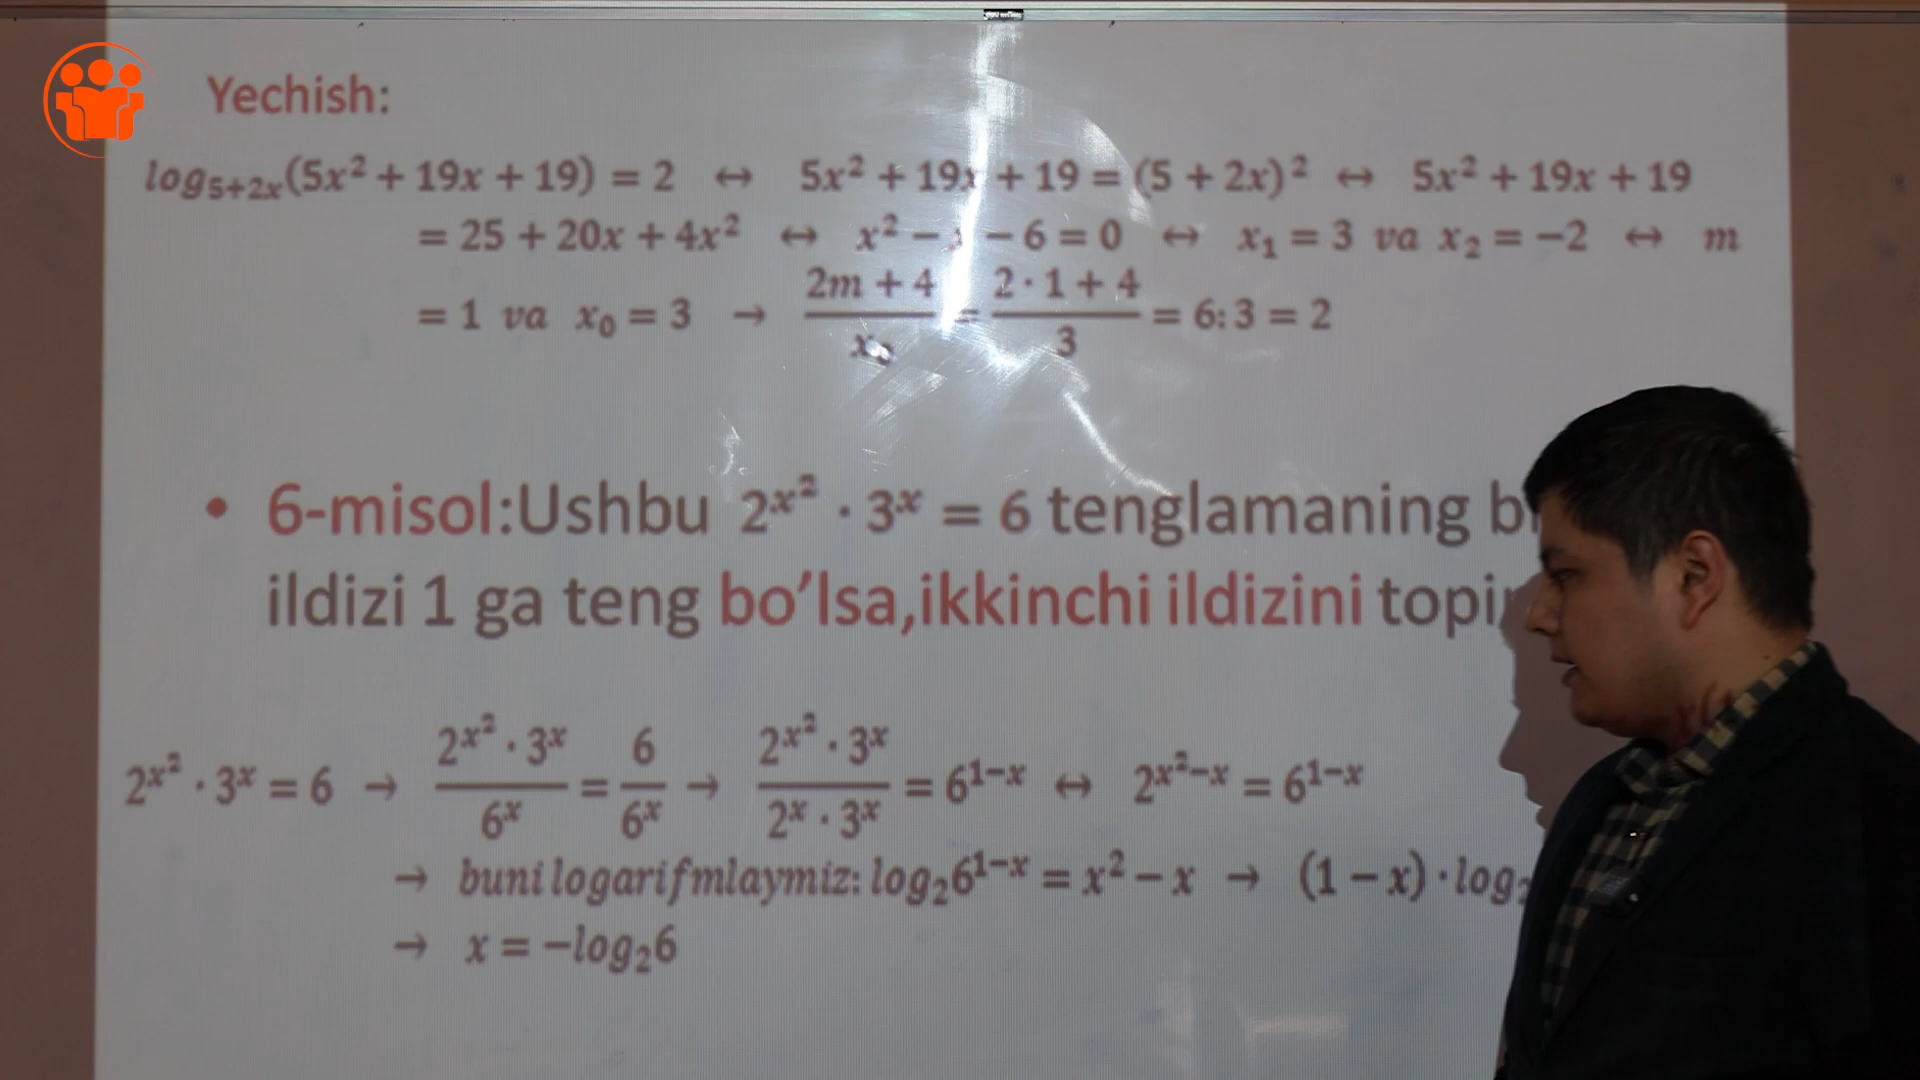 Yechish:
log₅₊₂ₓ(5x² + 19x + 19) = 2 ↔ 5x² + 19x + 19 = (5 + 2x)² ↔ 5x² + 19x + 19
= 25 + 20x + 4x² ↔ x² − x − 6 = 0 ↔ x₁ = 3 va x₂ = −2 ↔ m
= 1 va x₀ = 3 → (2m + 4)/x₀ = (2 · 1 + 4)/3 = 6:3 = 2
• 6-misol:Ushbu 2^(x²) · 3^x = 6 tenglamaning
ildizi 1 ga teng bo’lsa,ikkinchi ildizini
2^(x²) · 3^x = 6 → (2^(x²) · 3^x)/6^x = 6/6^x → (2^(x²) · 3^x)/(2^x · 3^x) = 6^(1−x) ↔ 2^(x²−x) = 6^(1−x)
→ buni logarifmlaymiz: log₂6^(1−x) = x² − x → (1 − x) · log₂
→ x = −log₂6